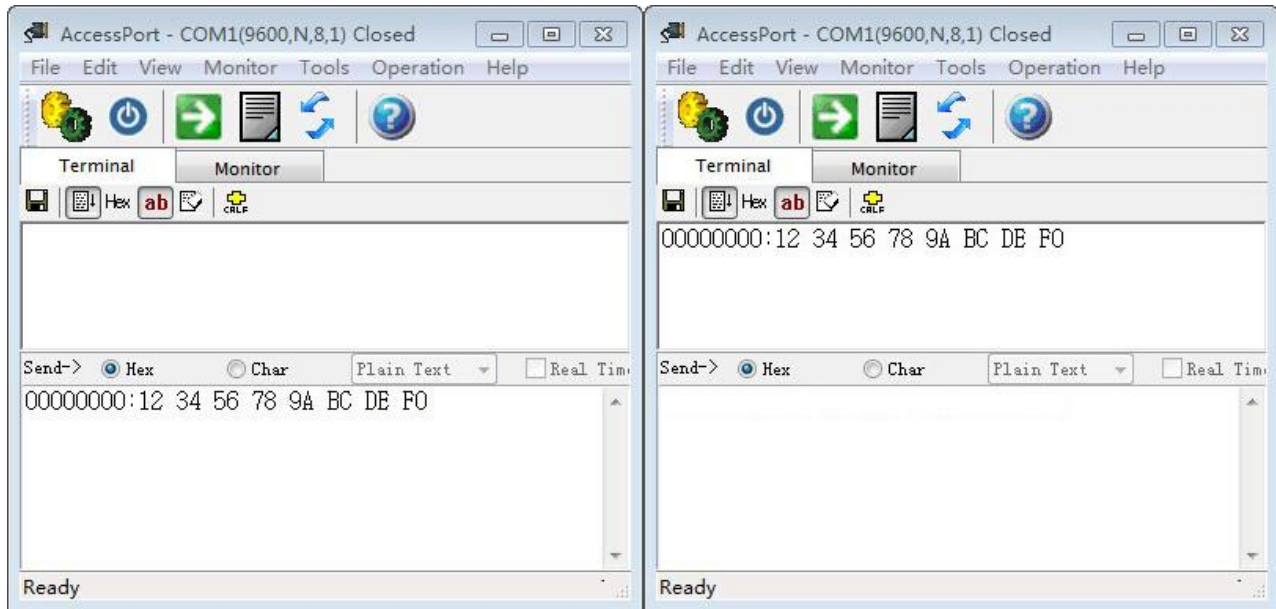 AccessPort - COM1(9600,N,8,1) Closed
File Edit View Monitor Tools Operation Help
Terminal Monitor
Hex ab CRLF
Send-> Hex Char Plain Text Real Time
00000000:12 34 56 78 9A BC DE F0
Ready
AccessPort - COM1(9600,N,8,1) Closed
File Edit View Monitor Tools Operation Help
Terminal Monitor
Hex ab CRLF
00000000:12 34 56 78 9A BC DE F0
Send-> Hex Char Plain Text Real Time
Ready